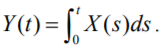 Y(t) = ∫₀ᵗ X(s)ds .